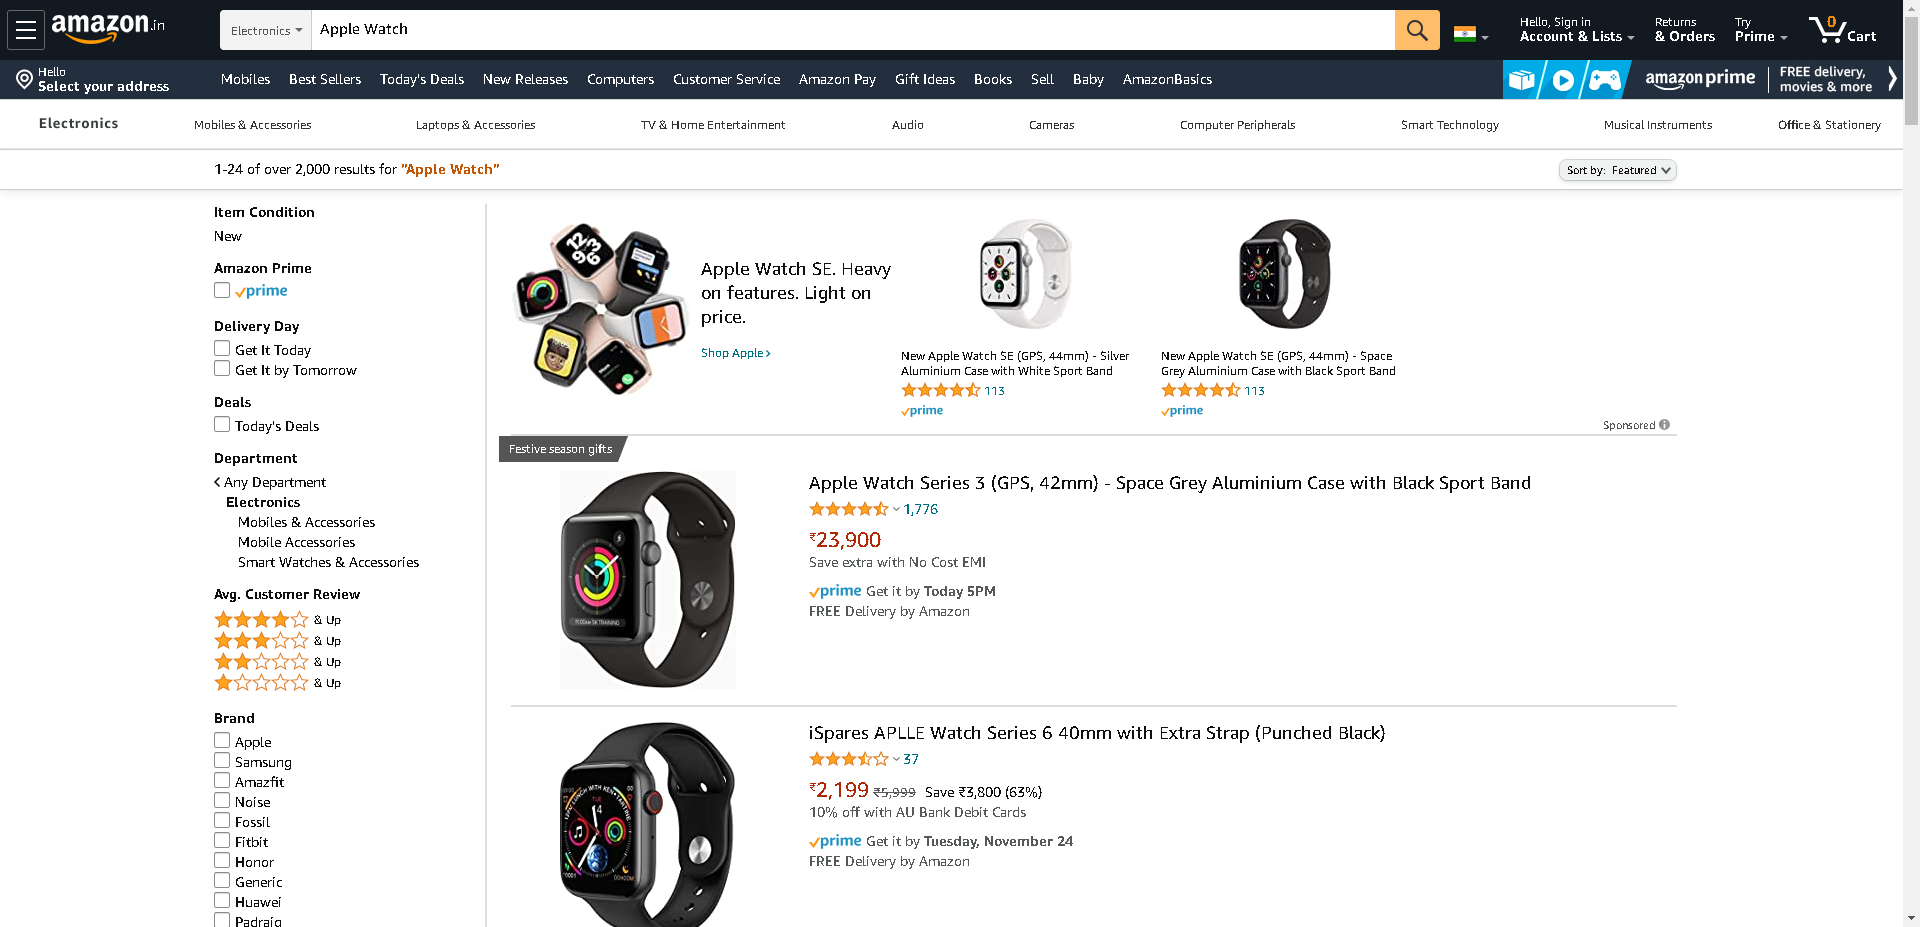 amazon.in
Electronics
Apple Watch
Hello, Sign in
Account & Lists
Returns
& Orders
Try
Prime
0
Cart
Hello
Select your address
Mobiles
Best Sellers
Today's Deals
New Releases
Computers
Customer Service
Amazon Pay
Gift Ideas
Books
Sell
Baby
AmazonBasics
amazon prime
FREE delivery,
movies & more
Electronics
Mobiles & Accessories
Laptops & Accessories
TV & Home Entertainment
Audio
Cameras
Computer Peripherals
Smart Technology
Musical Instruments
Office & Stationery
1-24 of over 2,000 results for "Apple Watch"
Sort by: Featured
Item Condition
New
Amazon Prime
prime
Delivery Day
Get It Today
Get It by Tomorrow
Deals
Today's Deals
Department
Any Department
Electronics
Mobiles & Accessories
Mobile Accessories
Smart Watches & Accessories
Avg. Customer Review
& Up
& Up
& Up
& Up
Brand
Apple
Samsung
Amazfit
Noise
Fossil
Fitbit
Honor
Generic
Huawei
Padraig
Apple Watch SE. Heavy
on features. Light on
price.
Shop Apple ›
New Apple Watch SE (GPS, 44mm) - Silver
Aluminium Case with White Sport Band
113
prime
New Apple Watch SE (GPS, 44mm) - Space
Grey Aluminium Case with Black Sport Band
113
prime
Sponsored
Festive season gifts
Apple Watch Series 3 (GPS, 42mm) - Space Grey Aluminium Case with Black Sport Band
1,776
₹23,900
Save extra with No Cost EMI
prime Get it by Today 5PM
FREE Delivery by Amazon
iSpares APLLE Watch Series 6 40mm with Extra Strap (Punched Black)
37
₹2,199 ₹5,999 Save ₹3,800 (63%)
10% off with AU Bank Debit Cards
prime Get it by Tuesday, November 24
FREE Delivery by Amazon